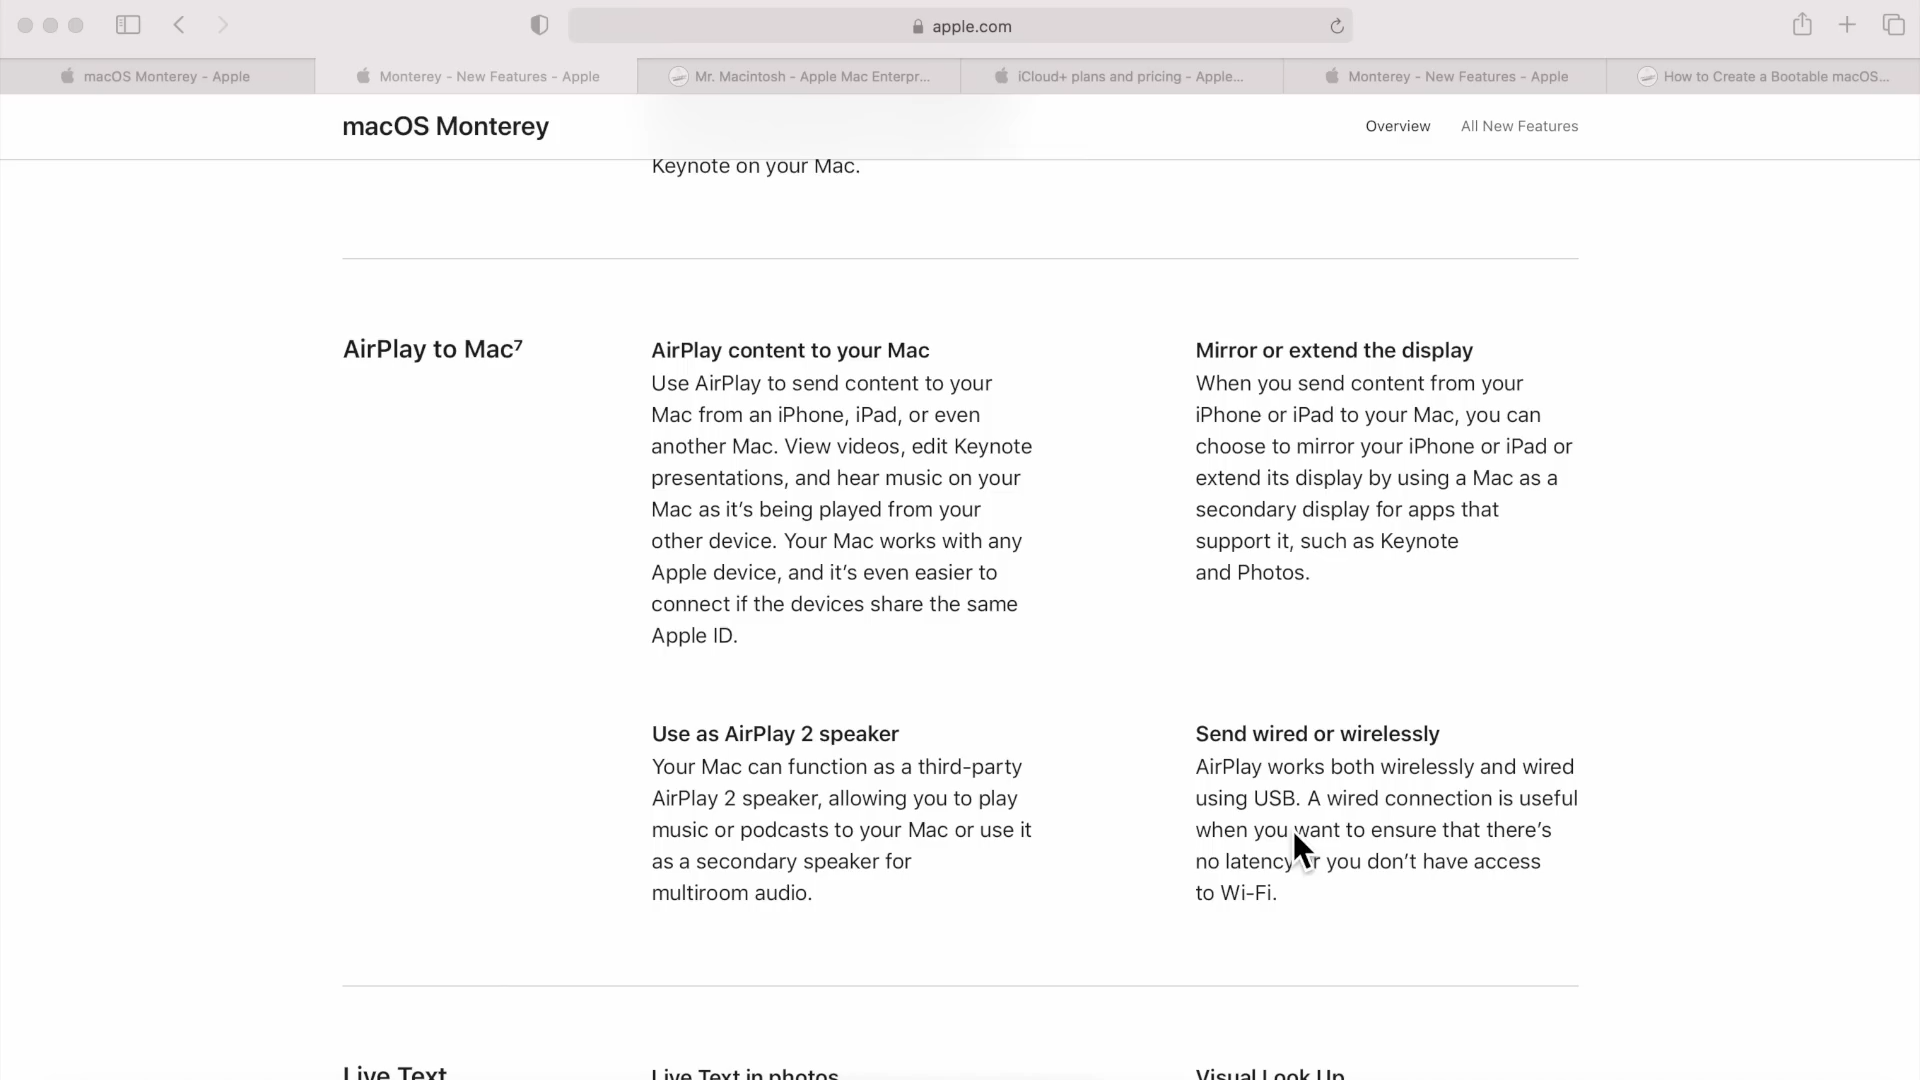 apple.com
macOS Monterey - Apple
Monterey - New Features - Apple
Mr. Macintosh - Apple Mac Enterpr...
iCloud+ plans and pricing - Apple...
Monterey - New Features - Apple
How to Create a Bootable macOS...
macOS Monterey
Overview
All New Features
Keynote on your Mac.
AirPlay to Mac⁷
AirPlay content to your Mac
Use AirPlay to send content to your
Mac from an iPhone, iPad, or even
another Mac. View videos, edit Keynote
presentations, and hear music on your
Mac as it’s being played from your
other device. Your Mac works with any
Apple device, and it’s even easier to
connect if the devices share the same
Apple ID.
Mirror or extend the display
When you send content from your
iPhone or iPad to your Mac, you can
choose to mirror your iPhone or iPad or
extend its display by using a Mac as a
secondary display for apps that
support it, such as Keynote
and Photos.
Use as AirPlay 2 speaker
Your Mac can function as a third-party
AirPlay 2 speaker, allowing you to play
music or podcasts to your Mac or use it
as a secondary speaker for
multiroom audio.
Send wired or wirelessly
AirPlay works both wirelessly and wired
using USB. A wired connection is useful
when you want to ensure that there’s
no latency or you don’t have access
to Wi-Fi.
Live Text
Live Text in photos
Visual Look Up